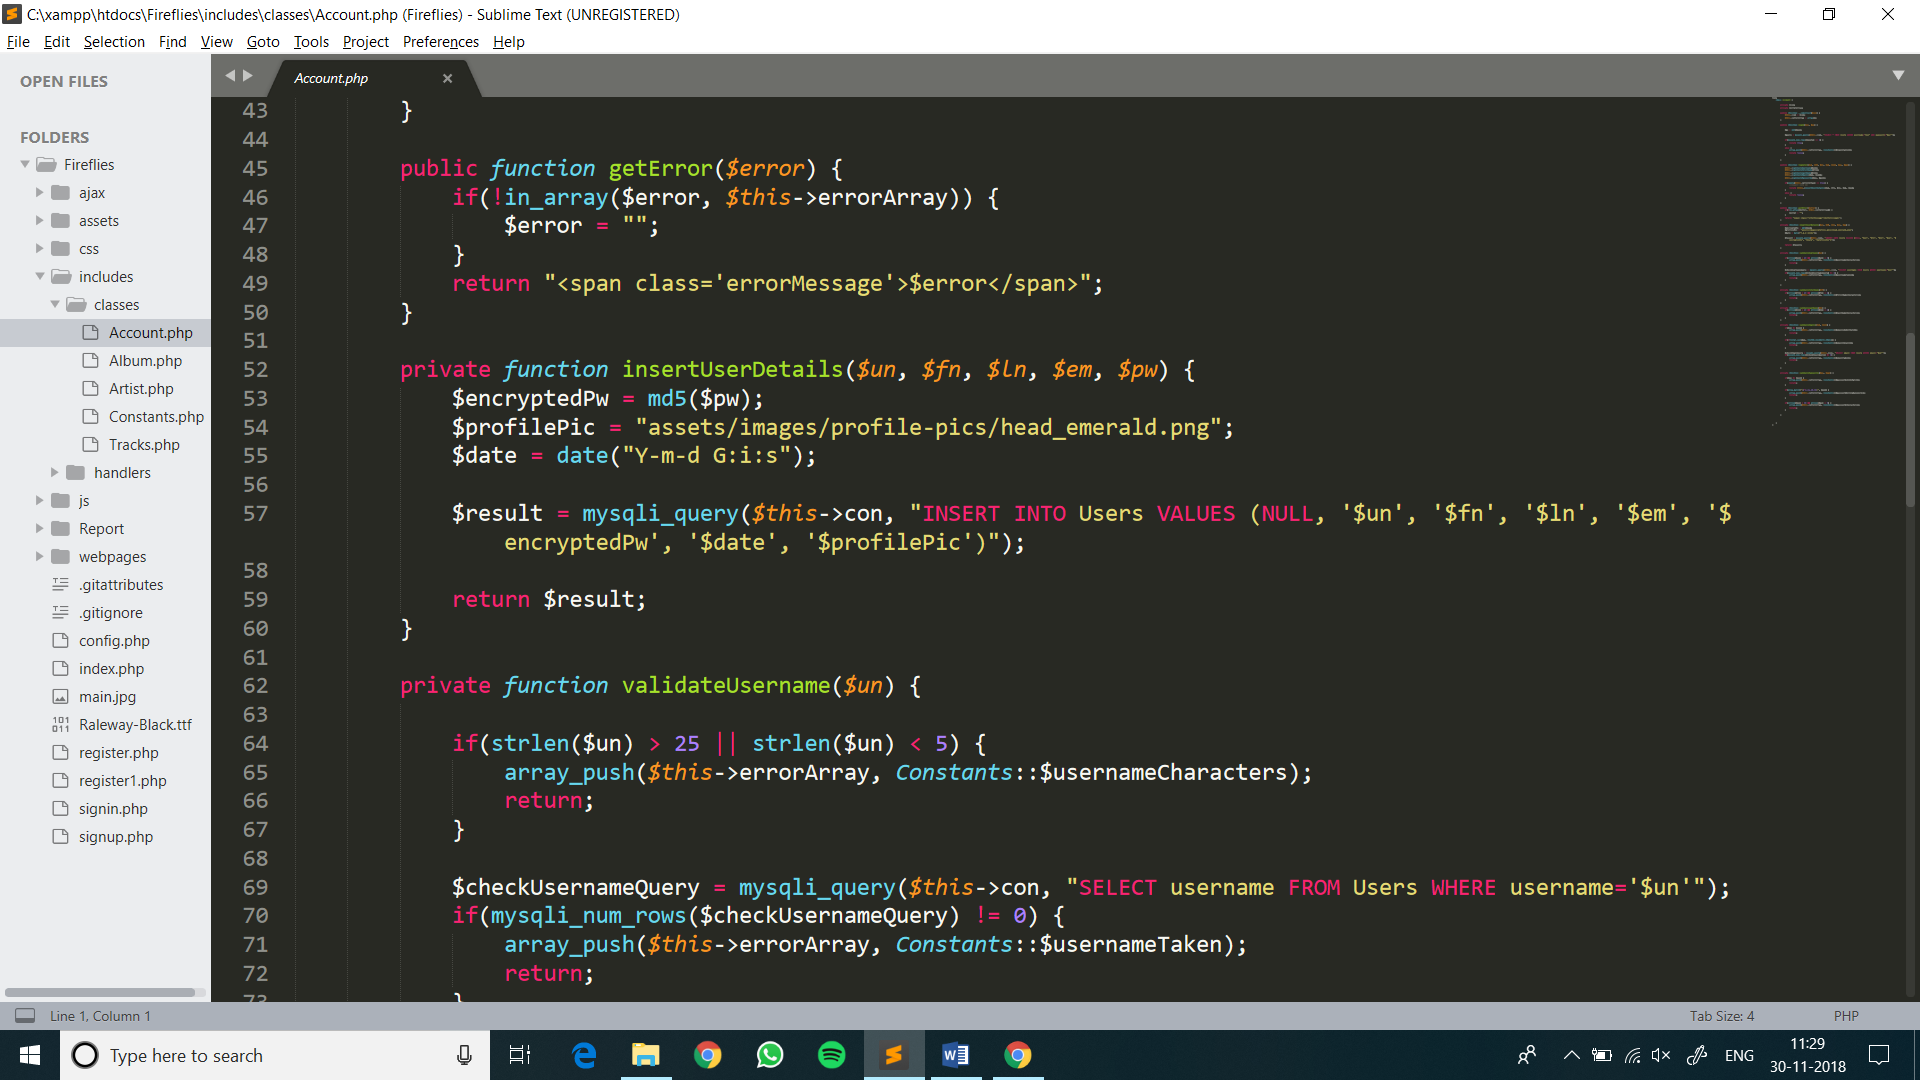 C:\xampp\htdocs\Fireflies\includes\classes\Account.php (Fireflies) - Sublime Text (UNREGISTERED)
File Edit Selection Find View Goto Tools Project Preferences Help
OPEN FILES
FOLDERS
Fireflies
ajax
assets
css
includes
classes
Account.php
Album.php
Artist.php
Constants.php
Tracks.php
handlers
js
Report
webpages
.gitattributes
.gitignore
config.php
index.php
main.jpg
Raleway-Black.ttf
register.php
register1.php
signin.php
signup.php
Account.php
43 }
44
45 public function getError($error) {
46 if(!in_array($error, $this->errorArray)) {
47 $error = "";
48 }
49 return "<span class='errorMessage'>$error</span>";
50 }
51
52 private function insertUserDetails($un, $fn, $ln, $em, $pw) {
53 $encryptedPw = md5($pw);
54 $profilePic = "assets/images/profile-pics/head_emerald.png";
55 $date = date("Y-m-d G:i:s");
56
57 $result = mysqli_query($this->con, "INSERT INTO Users VALUES (NULL, '$un', '$fn', '$ln', '$em', '$
encryptedPw', '$date', '$profilePic')");
58
59 return $result;
60 }
61
62 private function validateUsername($un) {
63
64 if(strlen($un) > 25 || strlen($un) < 5) {
65 array_push($this->errorArray, Constants::$usernameCharacters);
66 return;
67 }
68
69 $checkUsernameQuery = mysqli_query($this->con, "SELECT username FROM Users WHERE username='$un'");
70 if(mysqli_num_rows($checkUsernameQuery) != 0) {
71 array_push($this->errorArray, Constants::$usernameTaken);
72 return;
73 }
Line 1, Column 1
Tab Size: 4
PHP
Type here to search
ENG
11:29
30-11-2018